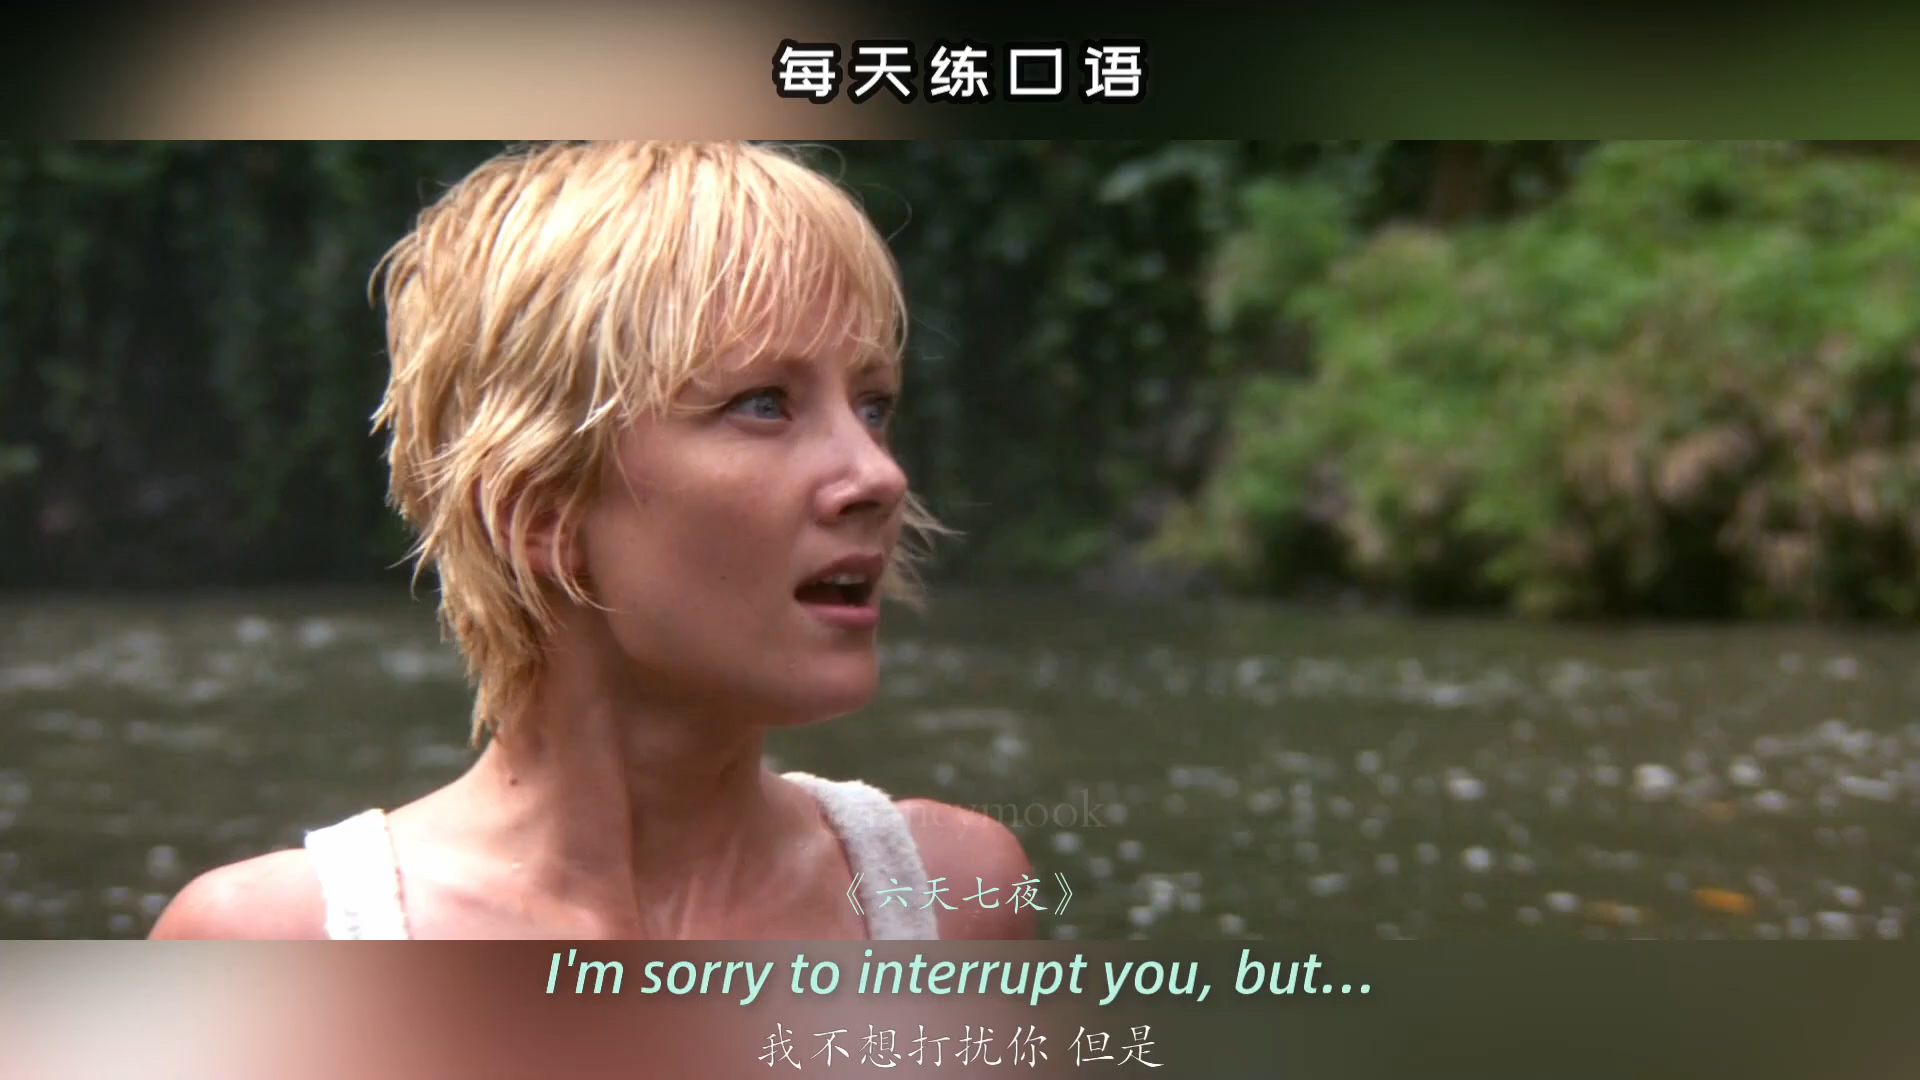 每天练口语
《六天七夜》
I'm sorry to interrupt you, but...
我不想打扰你 但是